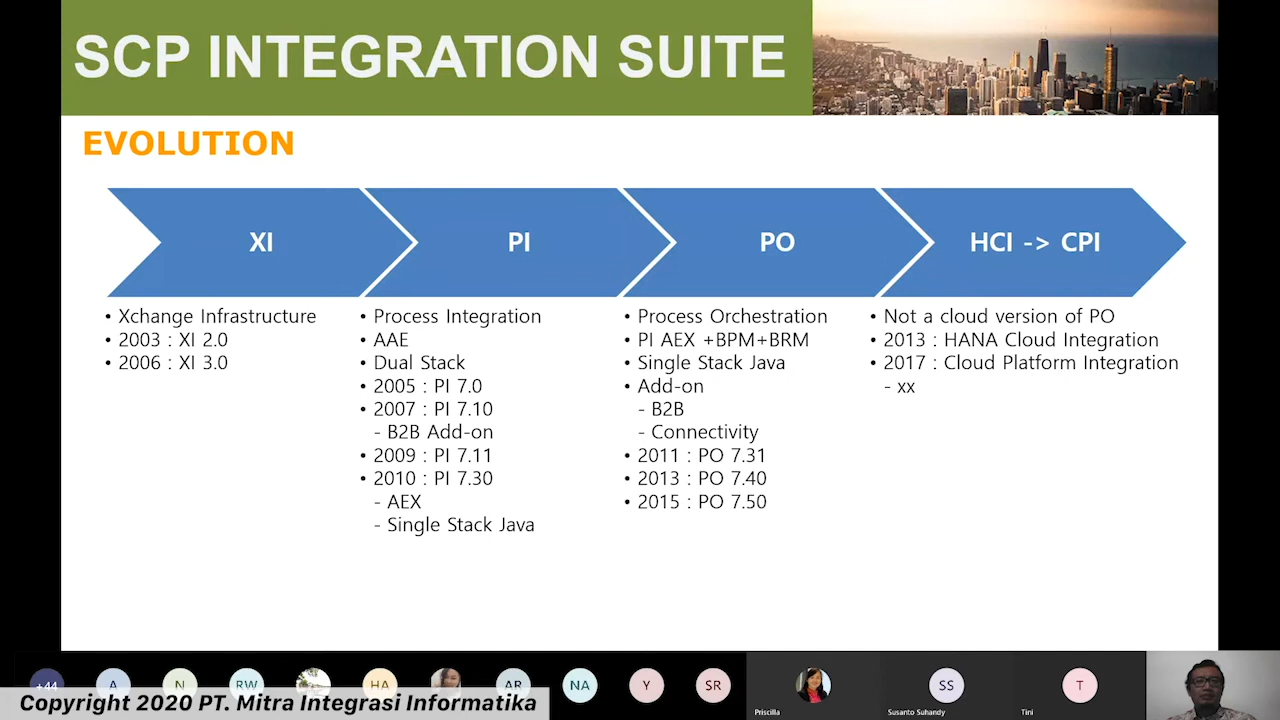 SCP INTEGRATION SUITE
EVOLUTION
XI
PI
PO
HCI -> CPI
• Xchange Infrastructure
• 2003 : XI 2.0
• 2006 : XI 3.0
• Process Integration
• AAE
• Dual Stack
• 2005 : PI 7.0
• 2007 : PI 7.10
- B2B Add-on
• 2009 : PI 7.11
• 2010 : PI 7.30
- AEX
- Single Stack Java
• Process Orchestration
• PI AEX +BPM+BRM
• Single Stack Java
• Add-on
- B2B
- Connectivity
• 2011 : PO 7.31
• 2013 : PO 7.40
• 2015 : PO 7.50
• Not a cloud version of PO
• 2013 : HANA Cloud Integration
• 2017 : Cloud Platform Integration
- xx
+44
A
N
RW
HA
AR
NA
Y
SR
SS
T
Priscilla
Susanto Suhandy
Tini
Copyright 2020 PT. Mitra Integrasi Informatika